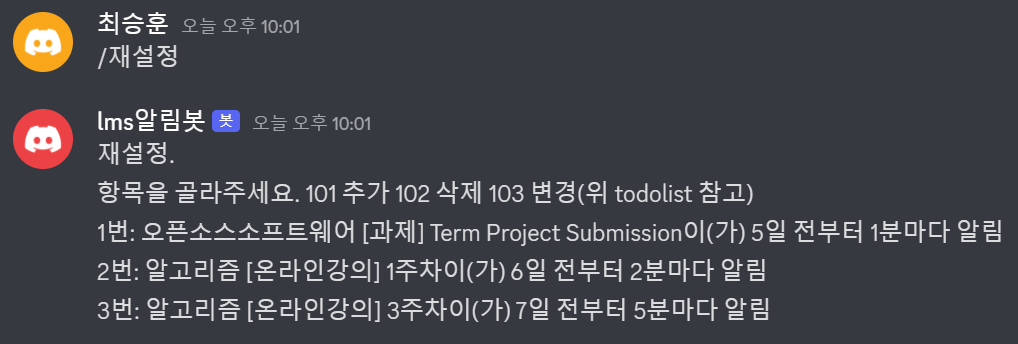 최승훈 오늘 오후 10:01
/재설정
lms알림봇 봇 오늘 오후 10:01
재설정.
항목을 골라주세요. 101 추가 102 삭제 103 변경(위 todolist 참고)
1번: 오픈소스소프트웨어 [과제] Term Project Submission이(가) 5일 전부터 1분마다 알림
2번: 알고리즘 [온라인강의] 1주차이(가) 6일 전부터 2분마다 알림
3번: 알고리즘 [온라인강의] 3주차이(가) 7일 전부터 5분마다 알림